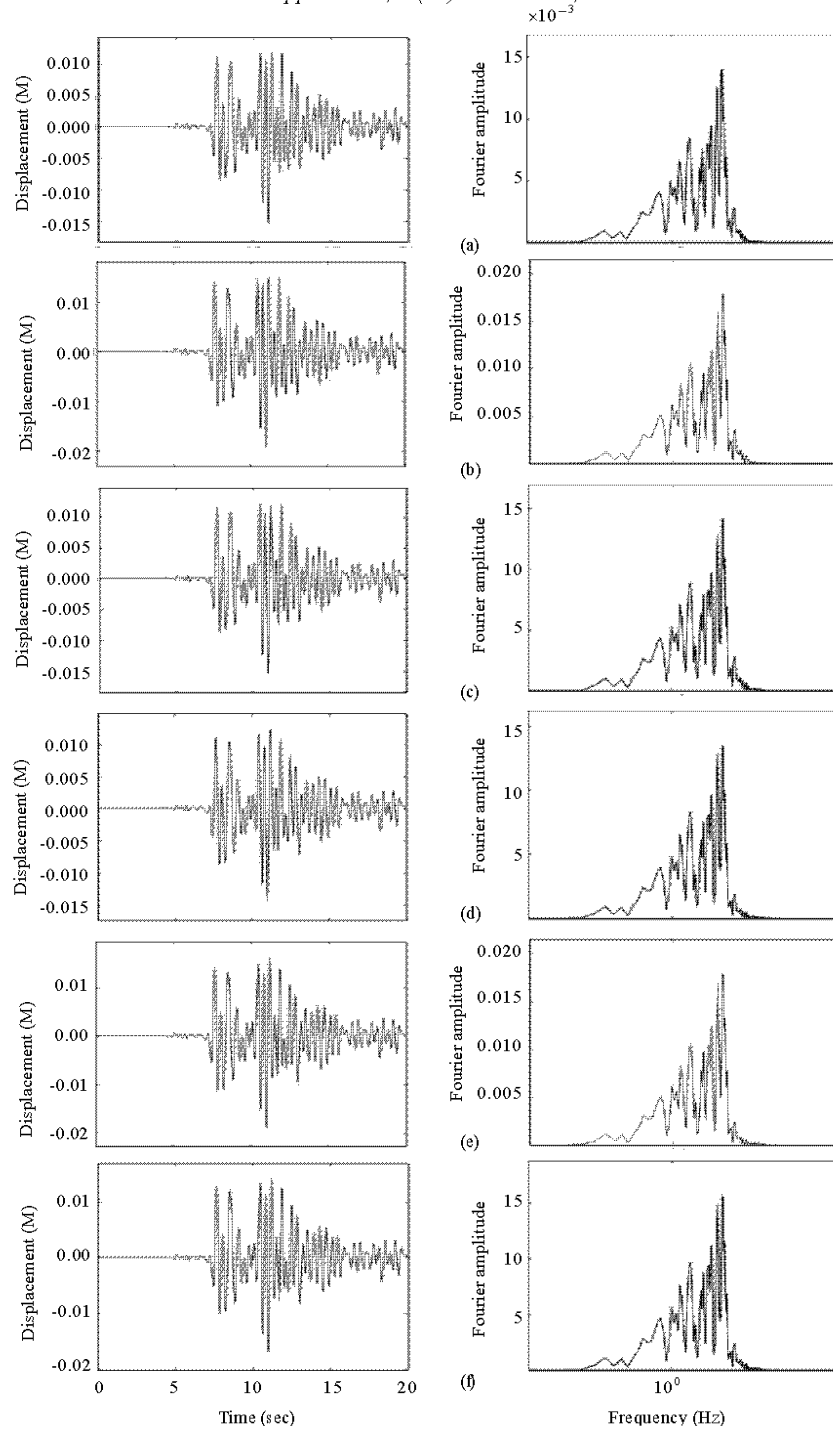 ×10⁻³
Displacement (M)
0.010
0.005
0.000
-0.005
-0.010
-0.015
Fourier amplitude
15
10
5
(a)
Displacement (M)
0.01
0.00
-0.01
-0.02
Fourier amplitude
0.020
0.015
0.010
0.005
(b)
Displacement (M)
0.010
0.005
0.000
-0.005
-0.010
-0.015
Fourier amplitude
15
10
5
(c)
Displacement (M)
0.010
0.005
0.000
-0.005
-0.010
-0.015
Fourier amplitude
15
10
5
(d)
Displacement (M)
0.01
0.00
-0.01
-0.02
Fourier amplitude
0.020
0.015
0.010
0.005
(e)
Displacement (M)
0.01
0.00
-0.01
-0.02
Fourier amplitude
15
10
5
(f)
0 5 10 15 20
10⁰
Time (sec)
Frequency (Hz)